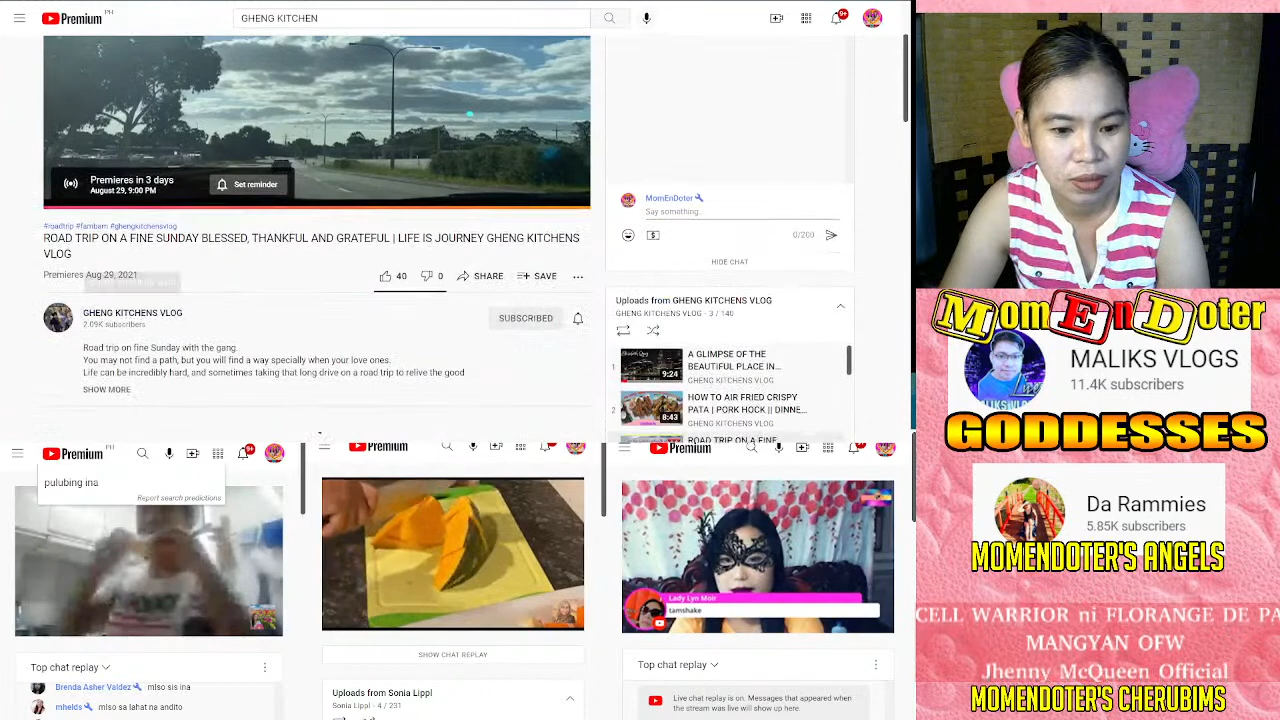 Premium PH
GHENG KITCHEN
9+
Premieres in 3 days
August 29, 9:00 PM
Set reminder
#roadtrip #fambam #ghengkitchensvlog
ROAD TRIP ON A FINE SUNDAY BLESSED, THANKFUL AND GRATEFUL | LIFE IS JOURNEY GHENG KITCHENS
VLOG
Premieres Aug 29, 2021
40
0
SHARE
SAVE
GHENG KITCHENS VLOG
2.09K subscribers
SUBSCRIBED
Road trip on fine Sunday with the gang.
You may not find a path, but you will find a way specially when your love ones.
Life can be incredibly hard, and sometimes taking that long drive on a road trip to relive the good
SHOW MORE
MomEnDoter
Say something...
0/200
HIDE CHAT
Uploads from GHENG KITCHENS VLOG
GHENG KITCHENS VLOG - 3 / 140
1
9:24
A GLIMPSE OF THE
BEAUTIFUL PLACE IN...
GHENG KITCHENS VLOG
2
8:43
HOW TO AIR FRIED CRISPY
PATA | PORK HOCK || DINNE...
GHENG KITCHENS VLOG
ROAD TRIP ON A FINE
Premium PH
9+
pulubing ina
Report search predictions
Top chat replay
Brenda Asher Valdez mlso sis ina
mhelds mlso sa lahat na andito
Premium
SHOW CHAT REPLAY
Uploads from Sonia Lippl
Sonia Lippl - 4 / 231
Premium
Lady Lyn Moir
tamshake
Top chat replay
Live chat replay is on. Messages that appeared when
the stream was live will show up here.
MomEnDoter
MALIKS VLOGS
11.4K subscribers
GODDESSES
Da Rammies
5.85K subscribers
MOMENDOTER'S ANGELS
CELL WARRIOR ni FLORANGE DE PA
MANGYAN OFW
Jhenny McQueen Official
MOMENDOTER'S CHERUBIMS